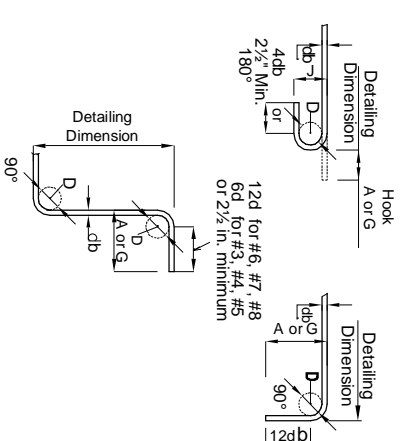 Hook
A or G
Detailing
Dimension
db
J
D
4db
or
2½" Min.
180°
Detailing
Dimension
db
A or G
D
90°
12db
Detailing
Dimension
D
90°
db
A or G
D
12d for #6, #7, #8
6d for #3, #4, #5
or 2½ in. minimum